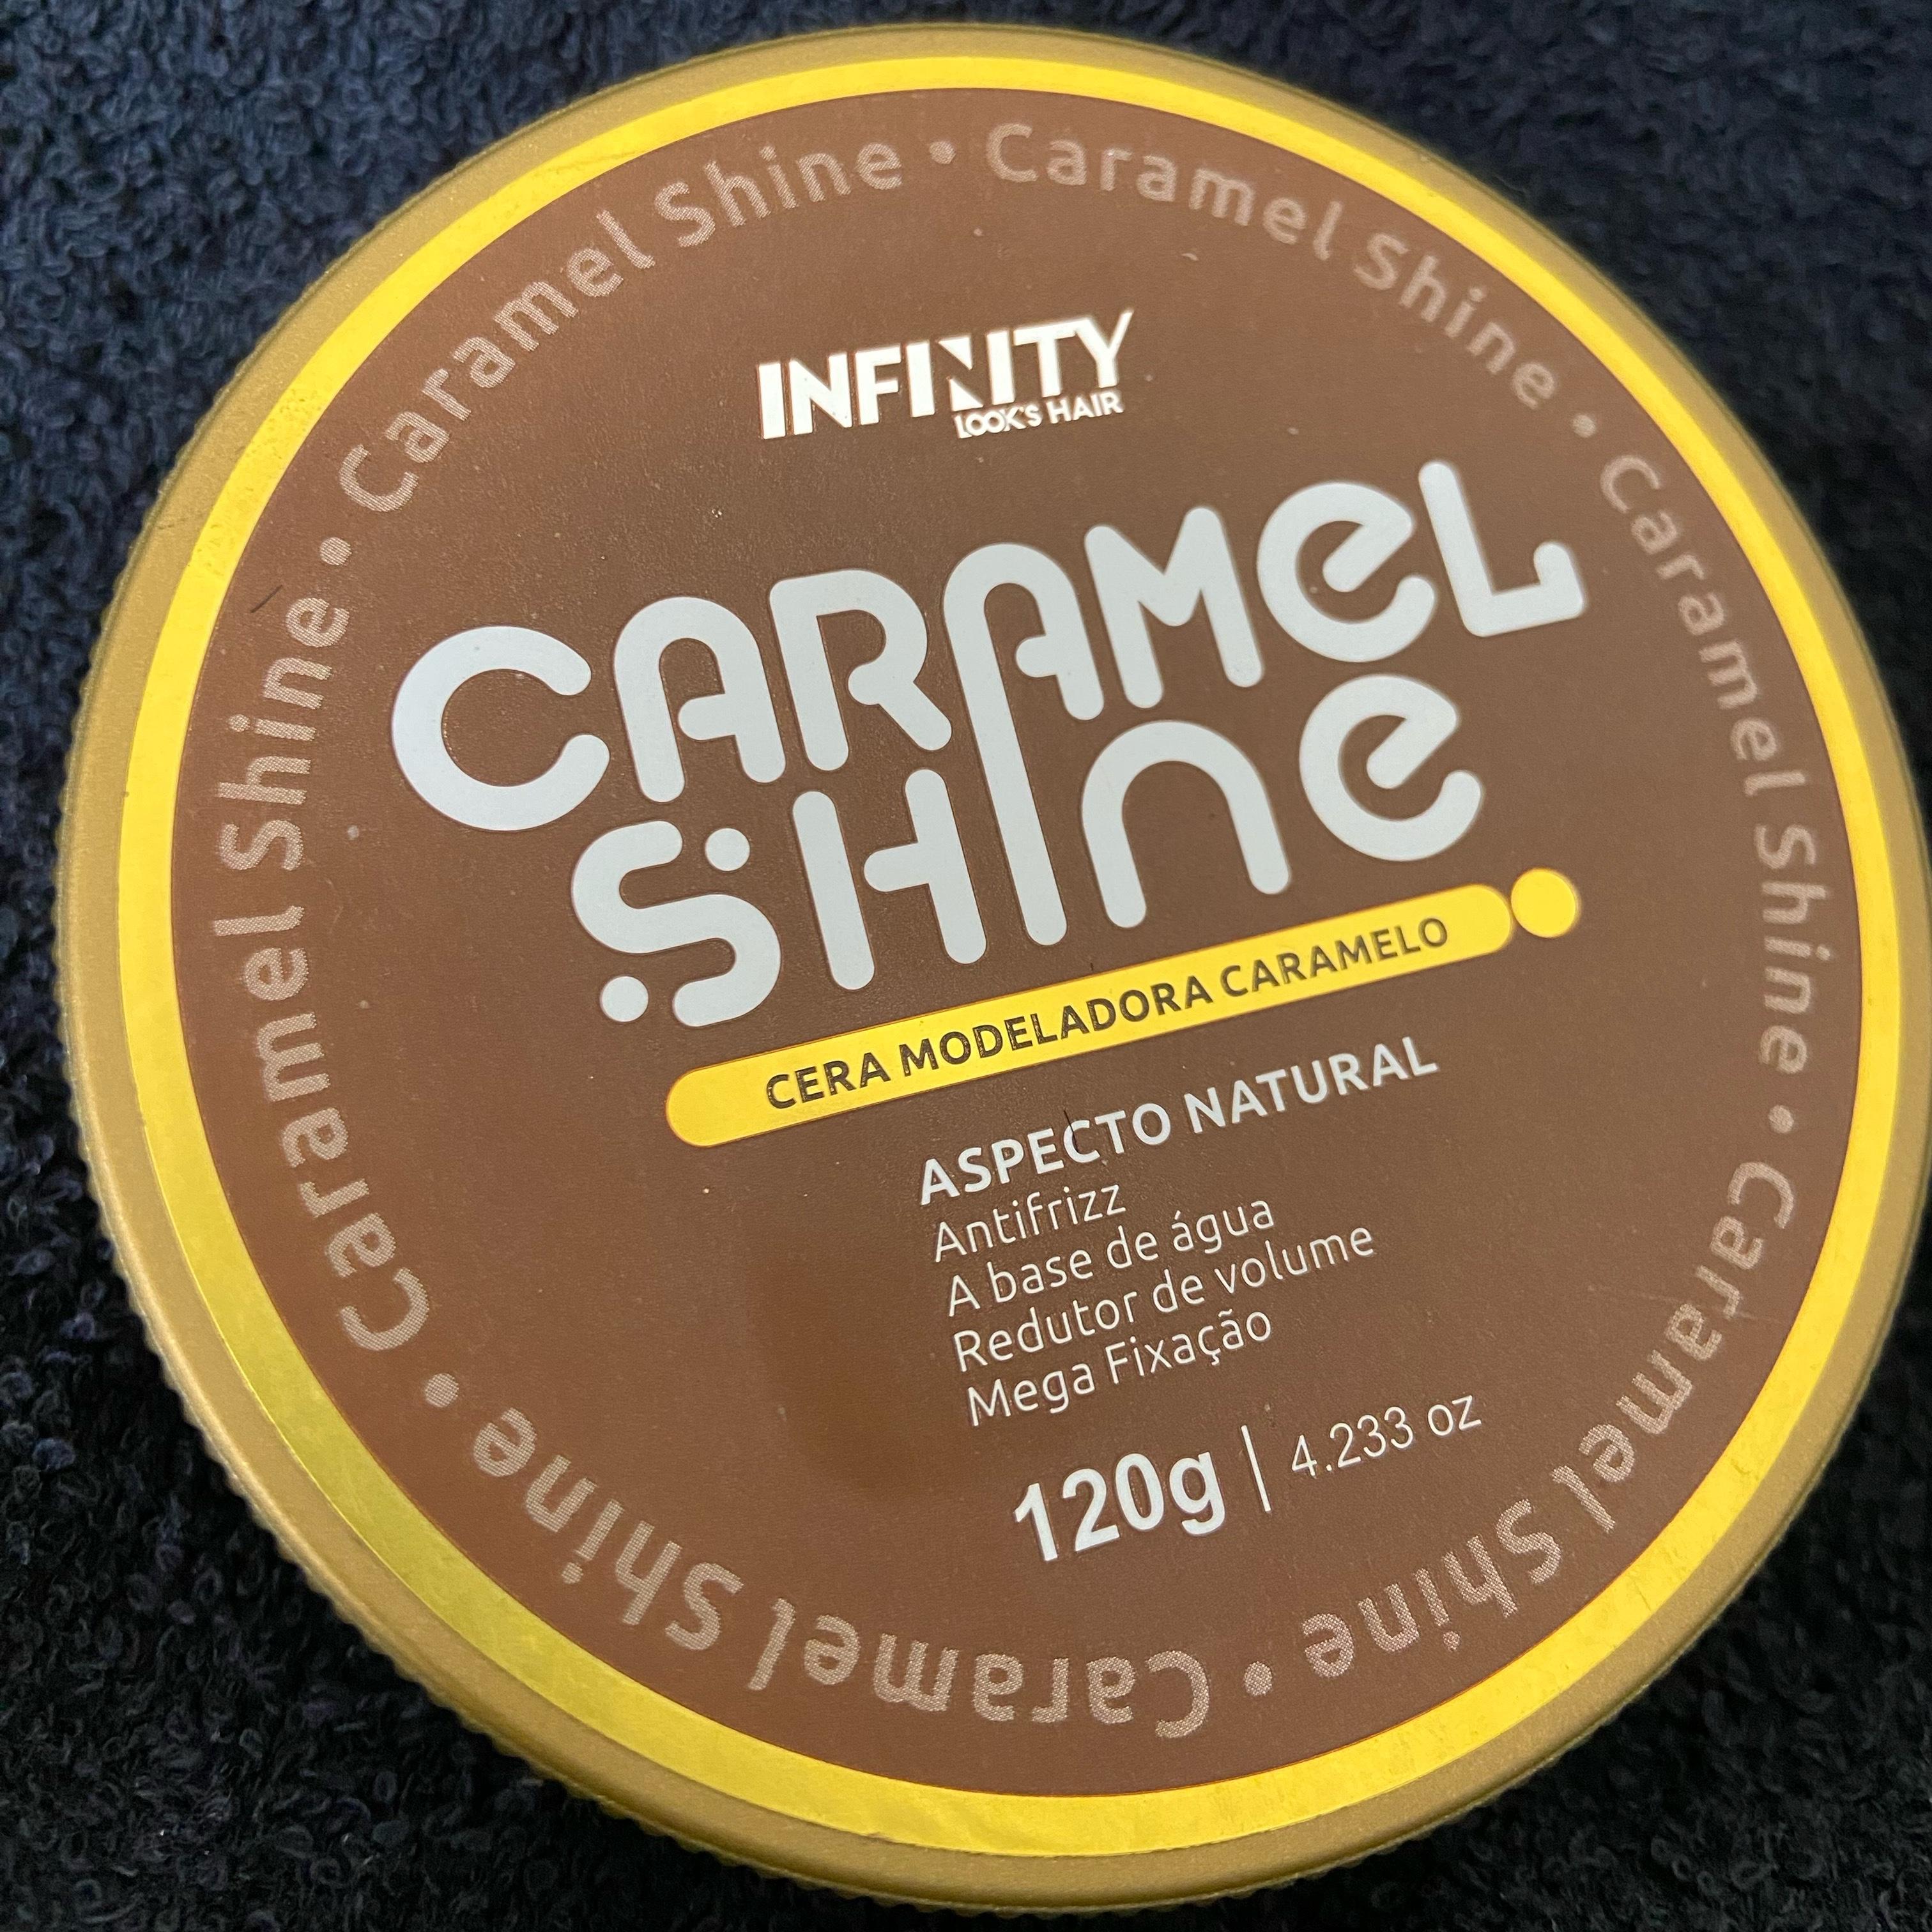 INFINITY
LOOK'S HAIR
CARAMEL
SHINE
CERA MODELADORA CARAMELO
ASPECTO NATURAL
Antifrizz
A base de água
Redutor de volume
Mega Fixação
120g | 4.233 oz
Caramel Shine • Caramel Shine • Caramel Shine • Caramel Shine • Caramel Shine • Caramel Shine •